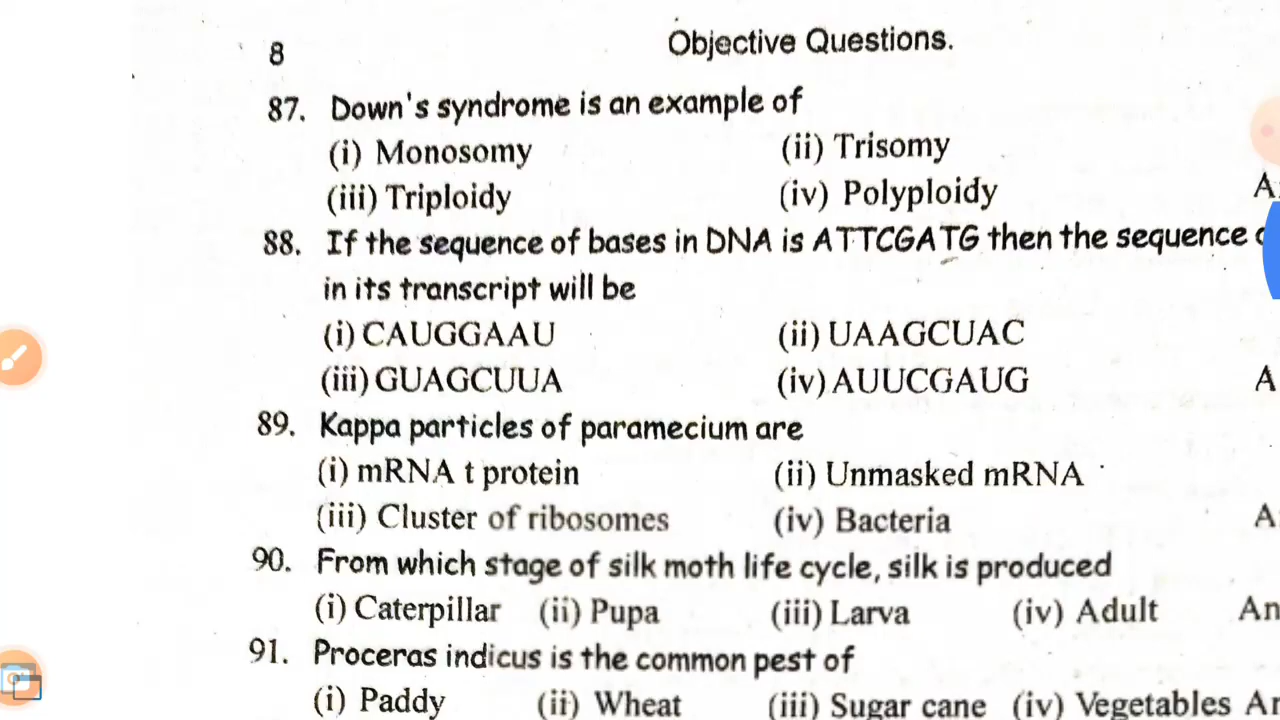 8
Objective Questions.
87. Down's syndrome is an example of
(i) Monosomy (ii) Trisomy
(iii) Triploidy (iv) Polyploidy A
88. If the sequence of bases in DNA is ATTCGATG then the sequence
in its transcript will be
(i) CAUGGAAU (ii) UAAGCUAC
(iii) GUAGCUUA (iv) AUUCGAUG A
89. Kappa particles of paramecium are
(i) mRNA t protein (ii) Unmasked mRNA
(iii) Cluster of ribosomes (iv) Bacteria A
90. From which stage of silk moth life cycle, silk is produced
(i) Caterpillar (ii) Pupa (iii) Larva (iv) Adult An
91. Proceras indicus is the common pest of
(i) Paddy (ii) Wheat (iii) Sugar cane (iv) Vegetables An